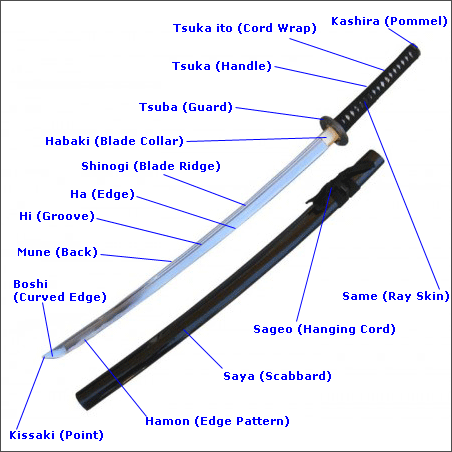 Kashira (Pommel)
Tsuka ito (Cord Wrap)
Tsuka (Handle)
Tsuba (Guard)
Habaki (Blade Collar)
Shinogi (Blade Ridge)
Ha (Edge)
Hi (Groove)
Mune (Back)
Boshi
(Curved Edge)
Same (Ray Skin)
Sageo (Hanging Cord)
Saya (Scabbard)
Hamon (Edge Pattern)
Kissaki (Point)